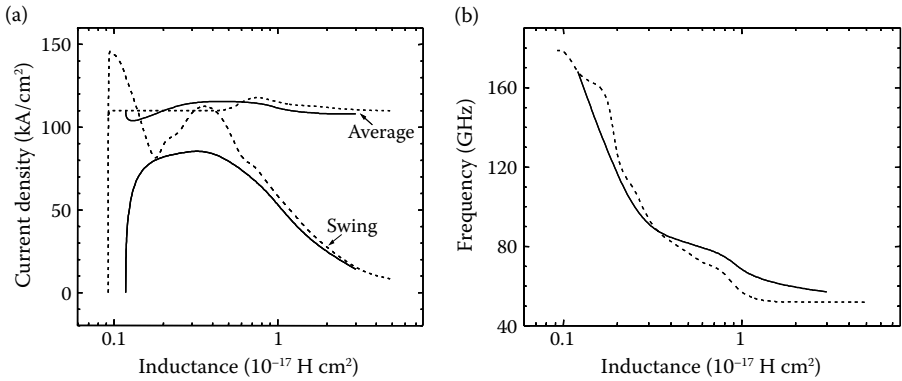 (a)
150
100
50
0
0.1
1
Current density (kA/cm²)
Inductance (10⁻¹⁷ H cm²)
Average
Swing
(b)
160
120
80
40
0.1
1
Frequency (GHz)
Inductance (10⁻¹⁷ H cm²)